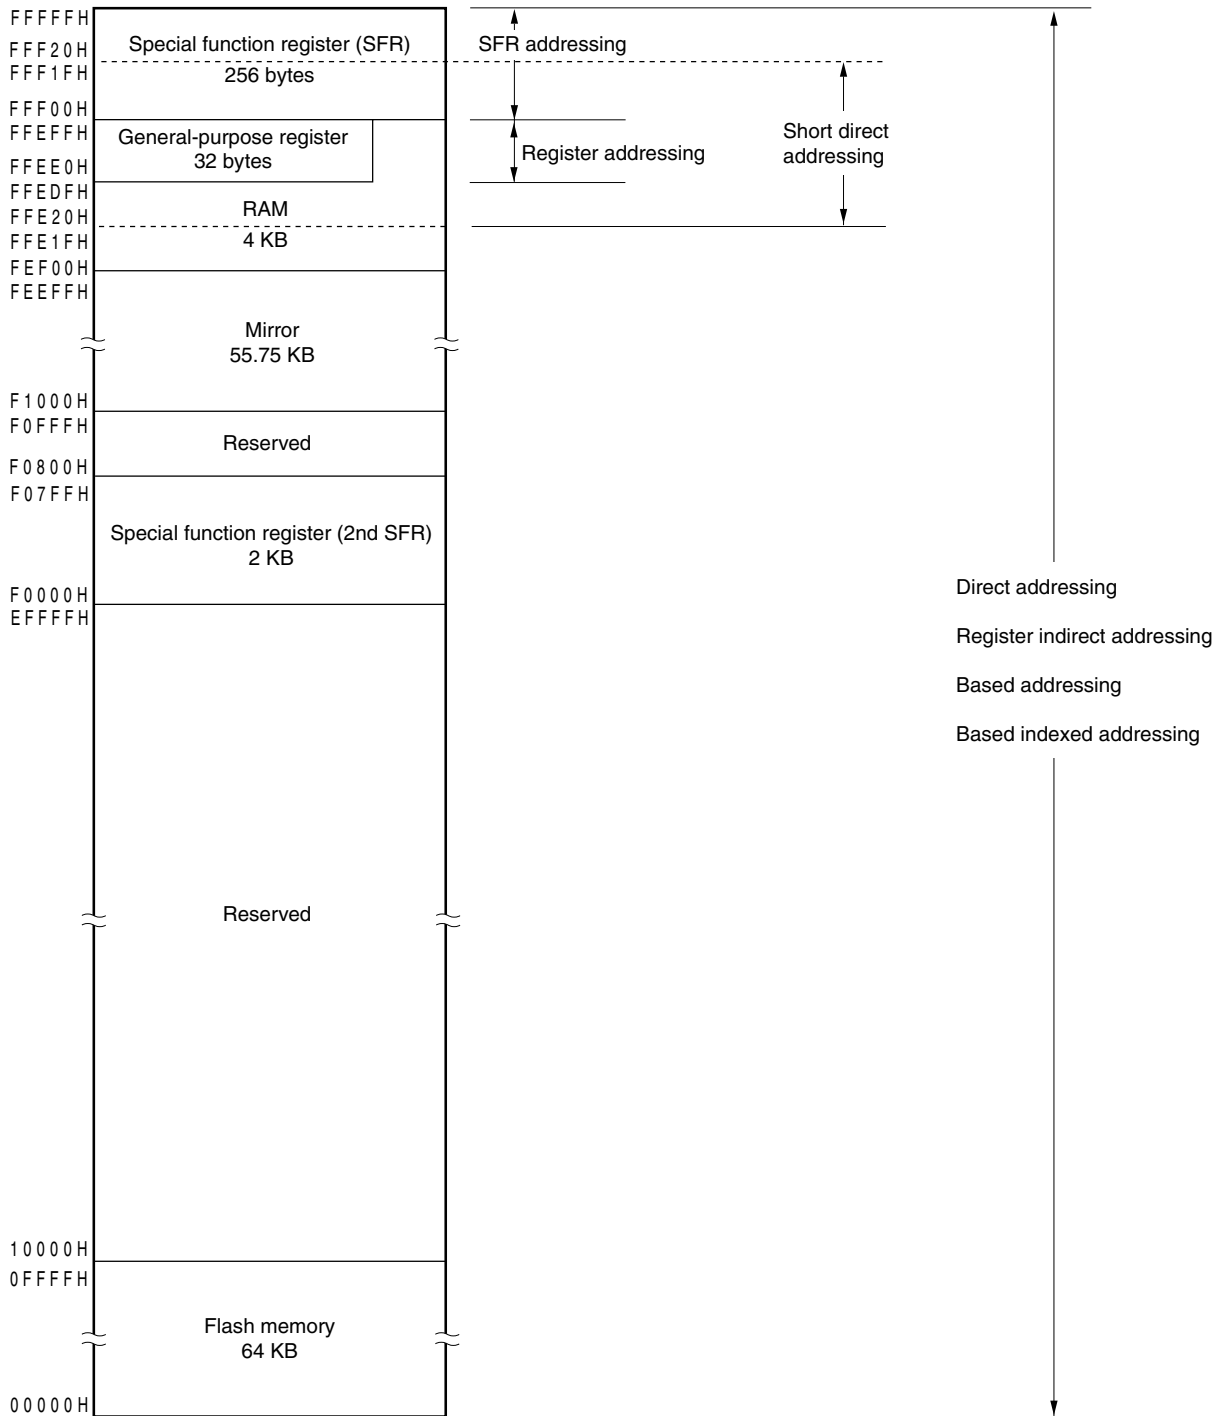 FFFFFH
FFF20H
FFF1FH
FFF00H
FFEFFH
FFEE0H
FFEDFH
FFE20H
FFE1FH
FEF00H
FEEFFH
F1000H
F0FFFH
F0800H
F07FFH
F0000H
EFFFFH
10000H
0FFFFH
00000H
Special function register (SFR)
256 bytes
General-purpose register
32 bytes
RAM
4 KB
Mirror
55.75 KB
Reserved
Special function register (2nd SFR)
2 KB
Reserved
Flash memory
64 KB
SFR addressing
Register addressing
Short direct
addressing
Direct addressing
Register indirect addressing
Based addressing
Based indexed addressing